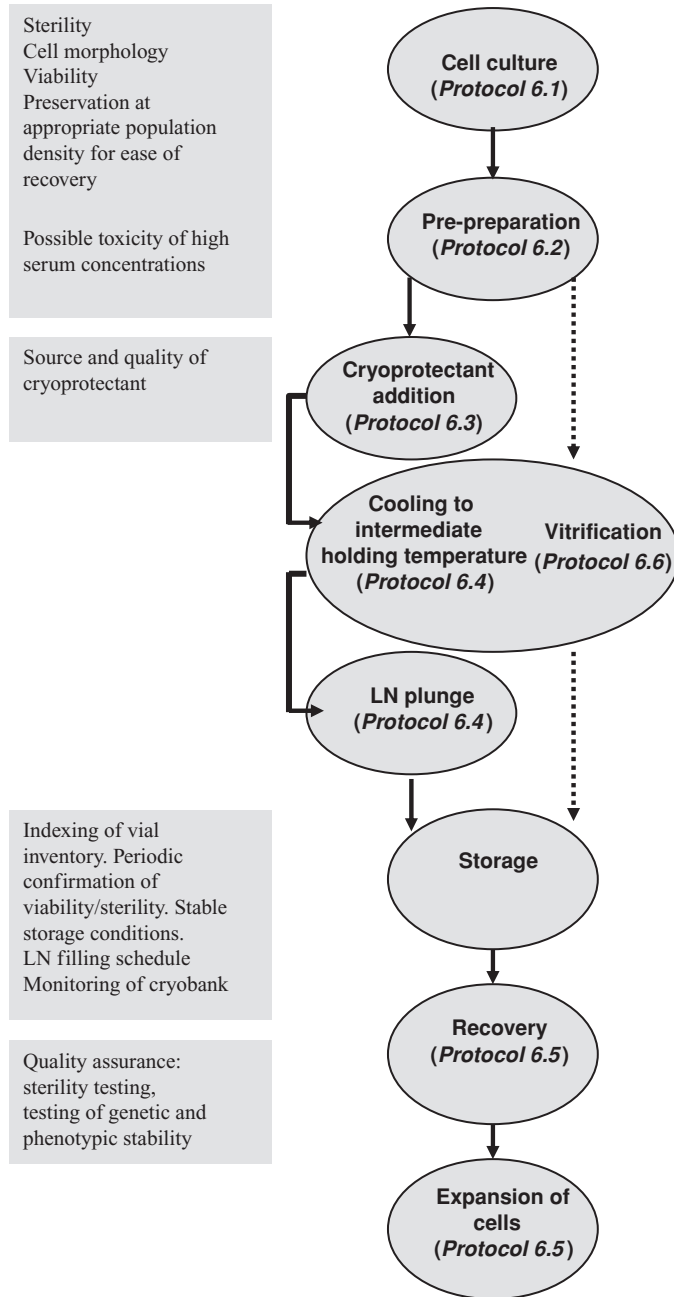 Sterility
Cell morphology
Viability
Preservation at
appropriate population
density for ease of
recovery
Possible toxicity of high
serum concentrations
Cell culture
(Protocol 6.1)
Pre-preparation
(Protocol 6.2)
Source and quality of
cryoprotectant
Cryoprotectant
addition
(Protocol 6.3)
Cooling to
intermediate
holding temperature
(Protocol 6.4)
Vitrification
(Protocol 6.6)
LN plunge
(Protocol 6.4)
Indexing of vial
inventory. Periodic
confirmation of
viability/sterility. Stable
storage conditions.
LN filling schedule
Monitoring of cryobank
Storage
Recovery
(Protocol 6.5)
Quality assurance:
sterility testing,
testing of genetic and
phenotypic stability
Expansion of
cells
(Protocol 6.5)